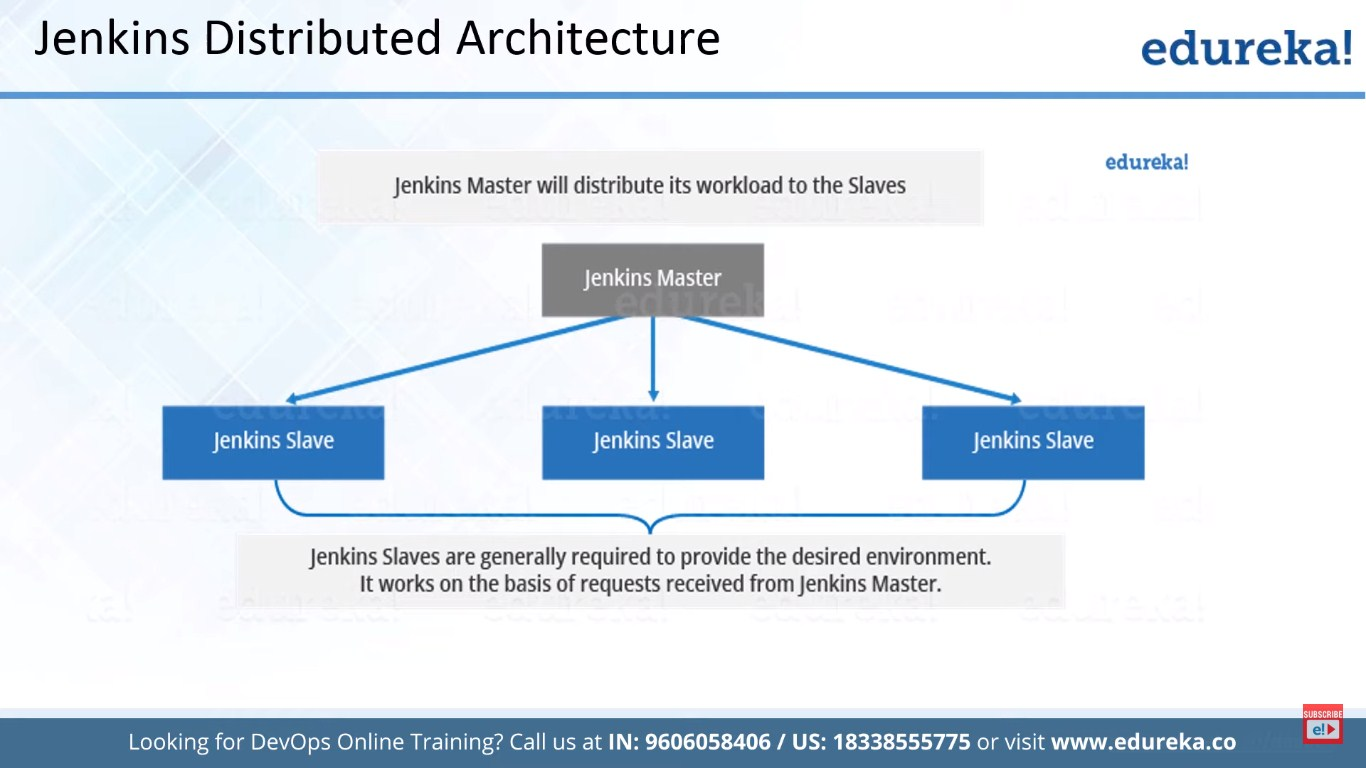 Jenkins Distributed Architecture
edureka!
edureka!
Jenkins Master will distribute its workload to the Slaves
Jenkins Master
Jenkins Slave
Jenkins Slave
Jenkins Slave
Jenkins Slaves are generally required to provide the desired environment.
It works on the basis of requests received from Jenkins Master.
SUBSCRIBE
e!
Looking for DevOps Online Training? Call us at IN: 9606058406 / US: 18338555775 or visit www.edureka.co